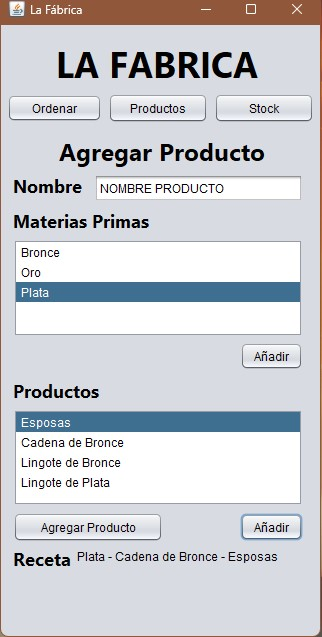 La Fábrica
LA FABRICA
Ordenar Productos Stock
Agregar Producto
Nombre NOMBRE PRODUCTO
Materias Primas
Bronce
Oro
Plata
Añadir
Productos
Esposas
Cadena de Bronce
Lingote de Bronce
Lingote de Plata
Agregar Producto Añadir
Receta Plata - Cadena de Bronce - Esposas